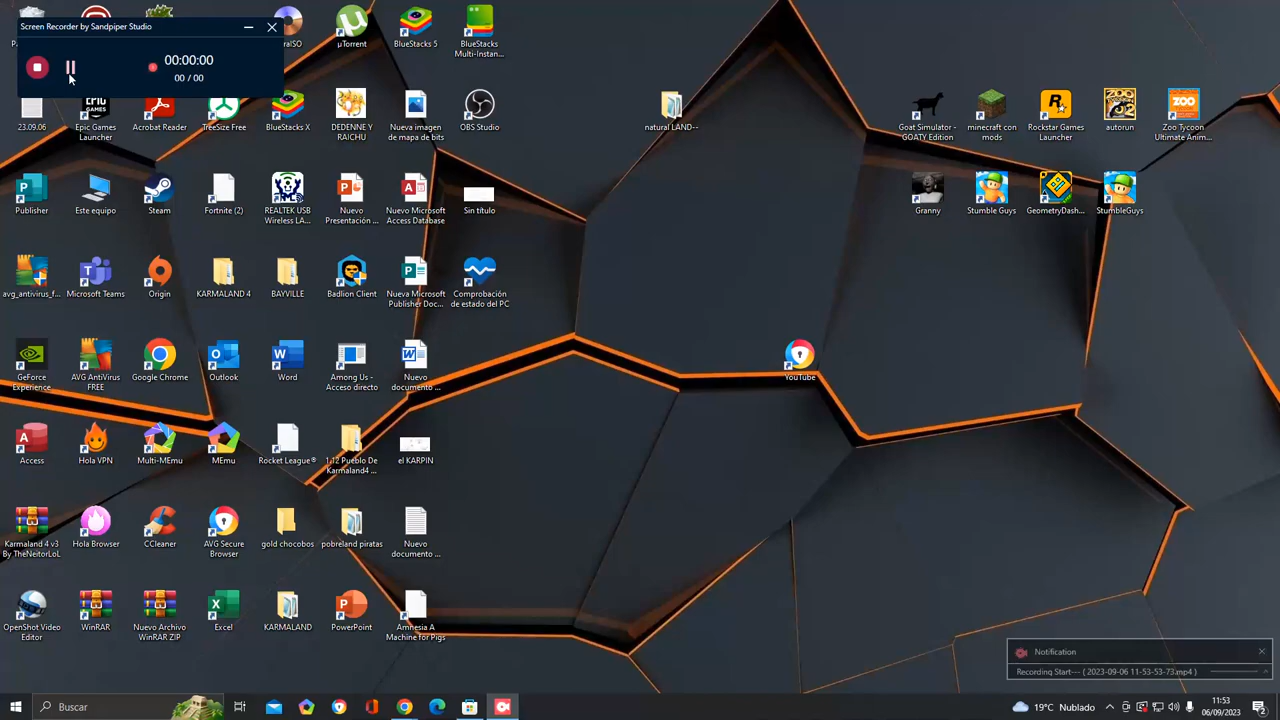 Screen Recorder by Sandpiper Studio
00:00:00
00 / 00
µTorrent
BlueStacks 5
BlueStacks
Multi-Instan...
23.09.06
Epic Games
Launcher
Acrobat Reader
TreeSize Free
BlueStacks X
DEDENNE Y
RAICHU
Nueva imagen
de mapa de bits
OBS Studio
natural LAND--
Goat Simulator -
GOATY Edition
minecraft con
mods
Rockstar Games
Launcher
autorun
Zoo Tycoon
Ultimate Anim...
Publisher
Este equipo
Steam
Fortnite (2)
REALTEK USB
Wireless LA...
Nuevo
Presentación ...
Nuevo Microsoft
Access Database
Sin título
Granny
Stumble Guys
GeometryDash...
StumbleGuys
avg_antivirus_f...
Microsoft Teams
Origin
KARMALAND 4
BAYVILLE
Badlion Client
Nueva Microsoft
Publisher Doc...
Comprobación
de estado del PC
GeForce
Experience
AVG AntiVirus
FREE
Google Chrome
Outlook
Word
Among Us -
Acceso directo
Nuevo
documento ...
YouTube
Access
Hola VPN
Multi-MEmu
MEmu
Rocket League®
1.12 Pueblo De
Karmaland4 ...
el KARPIN
Karmaland 4 v3
By TheNeitorLoL
Hola Browser
CCleaner
AVG Secure
Browser
gold chocobos
pobreland piratas
Nuevo
documento ...
OpenShot Video
Editor
WinRAR
Nuevo Archivo
WinRAR ZIP
Excel
KARMALAND
PowerPoint
Amnesia A
Machine for Pigs
Notification
Recording Start--- ( 2023-09-06 11-53-53-73.mp4 )
Buscar
19°C Nublado
11:53
06/09/2023
2